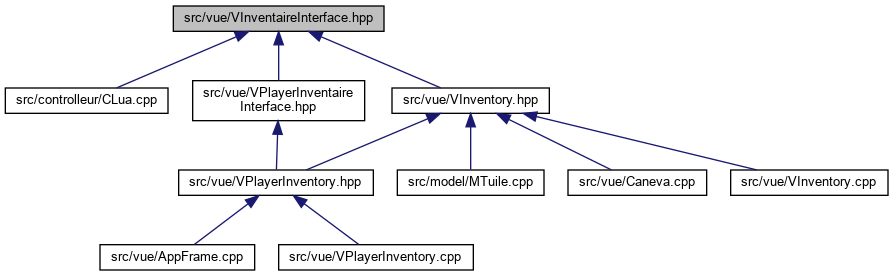 src/vue/VInventaireInterface.hpp
src/controlleur/CLua.cpp
src/vue/VPlayerInventaire
Interface.hpp
src/vue/VInventory.hpp
src/vue/VPlayerInventory.hpp
src/model/MTuile.cpp
src/vue/Caneva.cpp
src/vue/VInventory.cpp
src/vue/AppFrame.cpp
src/vue/VPlayerInventory.cpp